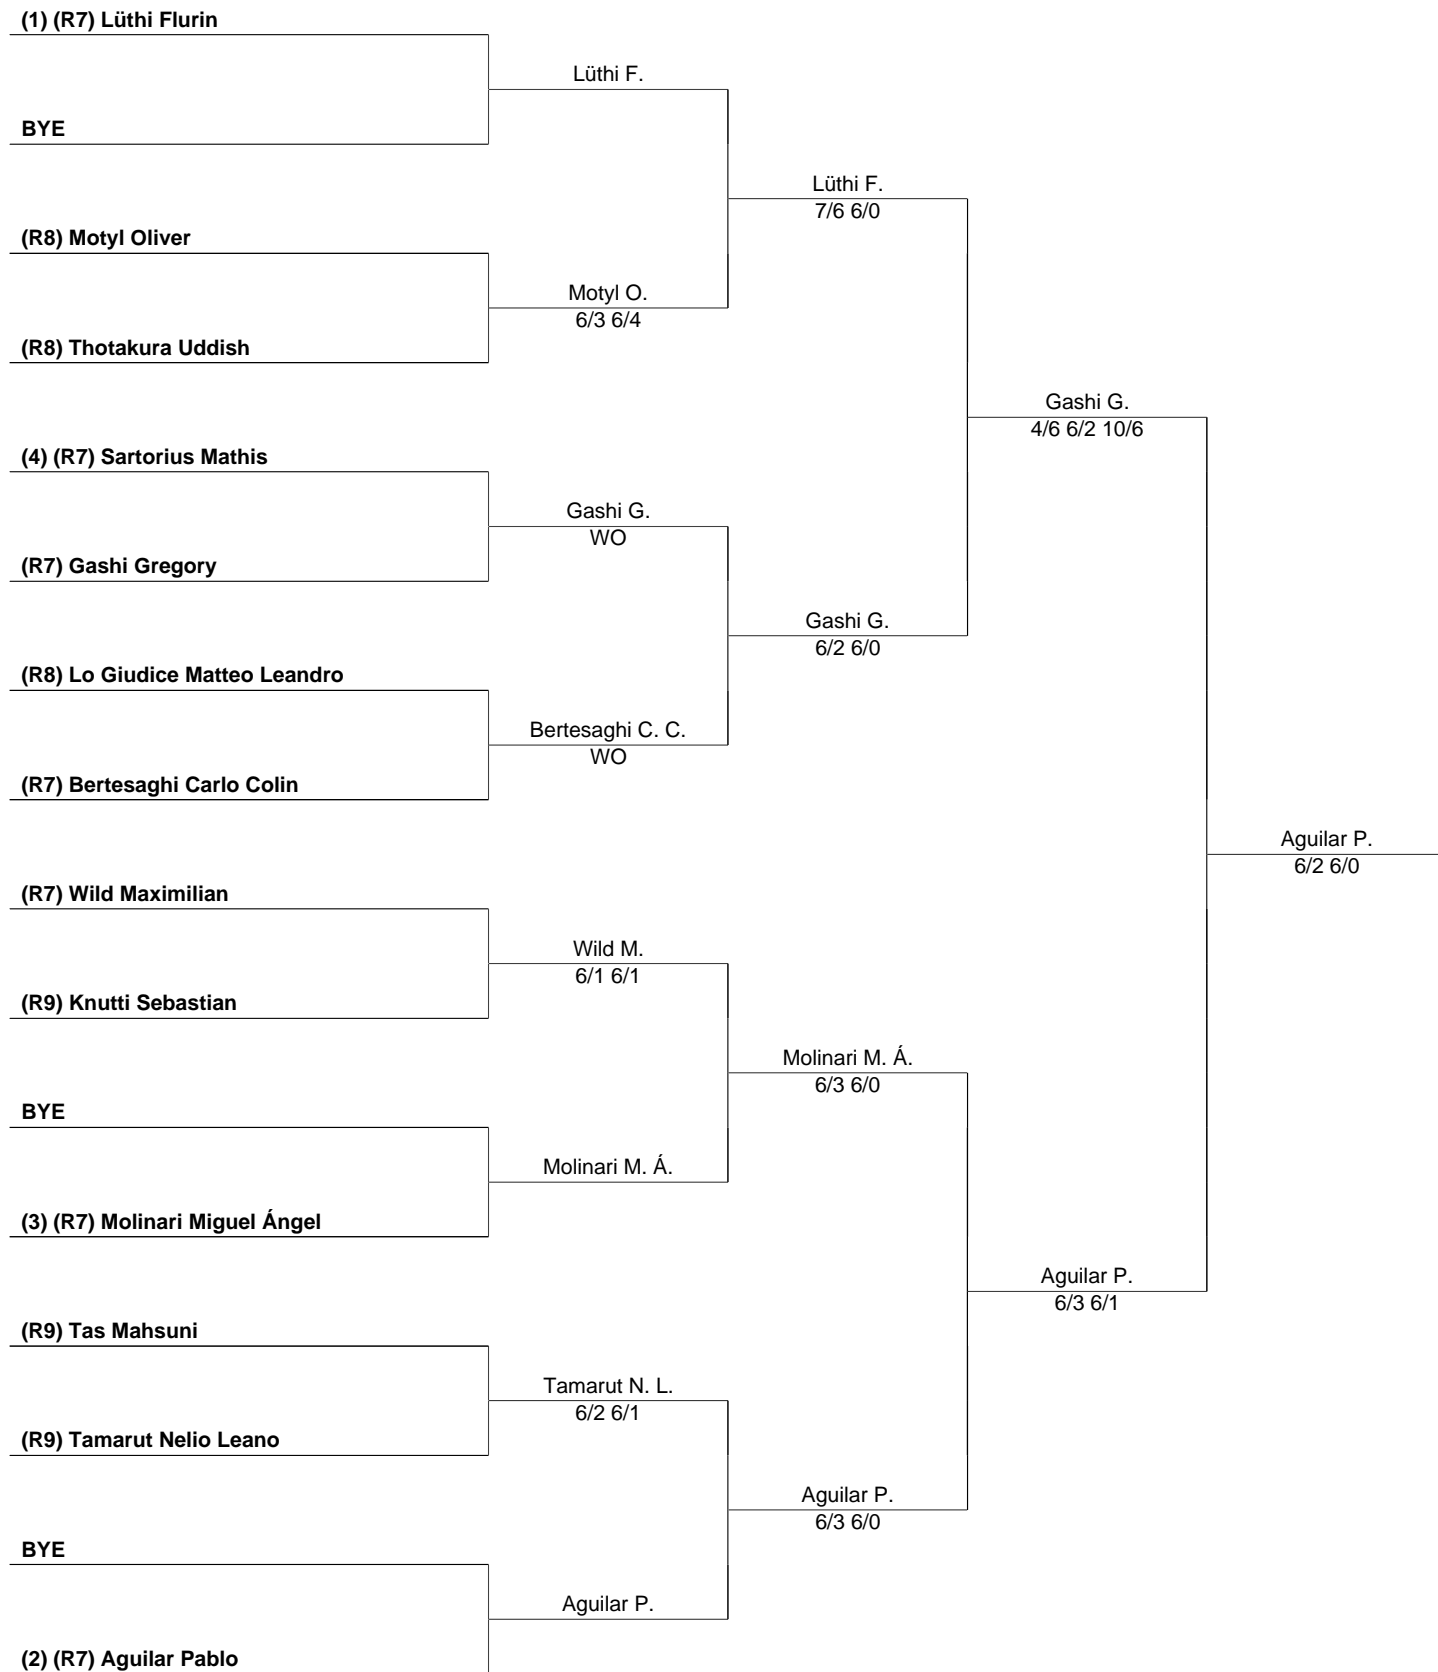 (1) (R7) Lüthi Flurin
Lüthi F.
BYE
Lüthi F.
7/6 6/0
(R8) Motyl Oliver
Motyl O.
6/3 6/4
(R8) Thotakura Uddish
Gashi G.
4/6 6/2 10/6
(4) (R7) Sartorius Mathis
Gashi G.
WO
(R7) Gashi Gregory
Gashi G.
6/2 6/0
(R8) Lo Giudice Matteo Leandro
Bertesaghi C. C.
WO
(R7) Bertesaghi Carlo Colin
Aguilar P.
6/2 6/0
(R7) Wild Maximilian
Wild M.
6/1 6/1
(R9) Knutti Sebastian
Molinari M. Á.
6/3 6/0
BYE
Molinari M. Á.
(3) (R7) Molinari Miguel Ángel
Aguilar P.
6/3 6/1
(R9) Tas Mahsuni
Tamarut N. L.
6/2 6/1
(R9) Tamarut Nelio Leano
Aguilar P.
6/3 6/0
BYE
Aguilar P.
(2) (R7) Aguilar Pablo